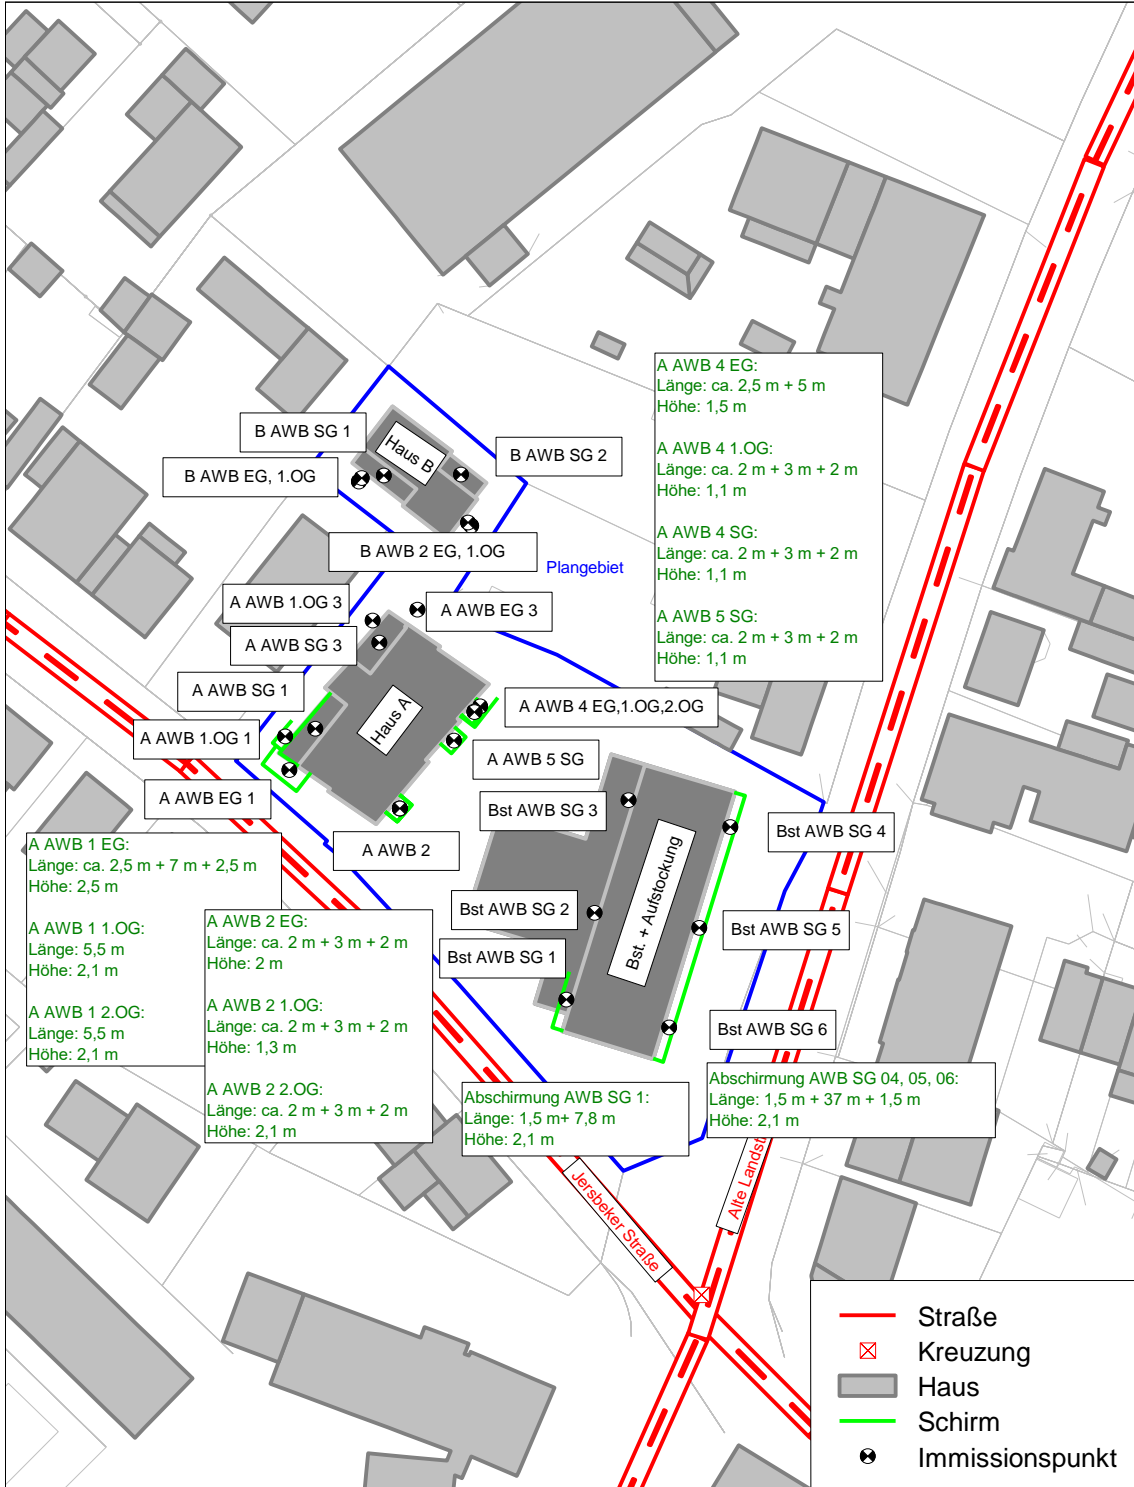 A AWB 4 EG:
Länge: ca. 2,5 m + 5 m
Höhe: 1,5 m
A AWB 4 1.OG:
Länge: ca. 2 m + 3 m + 2 m
Höhe: 1,1 m
A AWB 4 SG:
Länge: ca. 2 m + 3 m + 2 m
Höhe: 1,1 m
A AWB 5 SG:
Länge: ca. 2 m + 3 m + 2 m
Höhe: 1,1 m
B AWB SG 1
Haus B
B AWB SG 2
B AWB EG, 1.OG
B AWB 2 EG, 1.OG
Plangebiet
A AWB 1.OG 3
A AWB EG 3
A AWB SG 3
A AWB SG 1
A AWB 4 EG,1.OG,2.OG
Haus A
A AWB 1.OG 1
A AWB 5 SG
A AWB EG 1
A AWB 2
Bst AWB SG 3
Bst AWB SG 4
Bst. + Aufstockung
Bst AWB SG 2
Bst AWB SG 5
Bst AWB SG 1
Bst AWB SG 6
A AWB 1 EG:
Länge: ca. 2,5 m + 7 m + 2,5 m
Höhe: 2,5 m
A AWB 1 1.OG:
Länge: 5,5 m
Höhe: 2,1 m
A AWB 1 2.OG:
Länge: 5,5 m
Höhe: 2,1 m
A AWB 2 EG:
Länge: ca. 2 m + 3 m + 2 m
Höhe: 2 m
A AWB 2 1.OG:
Länge: ca. 2 m + 3 m + 2 m
Höhe: 1,3 m
A AWB 2 2.OG:
Länge: ca. 2 m + 3 m + 2 m
Höhe: 2,1 m
Abschirmung AWB SG 1:
Länge: 1,5 m+ 7,8 m
Höhe: 2,1 m
Abschirmung AWB SG 04, 05, 06:
Länge: 1,5 m + 37 m + 1,5 m
Höhe: 2,1 m
Jersbeker Straße
Alte Landst
Straße
Kreuzung
Haus
Schirm
Immissionspunkt